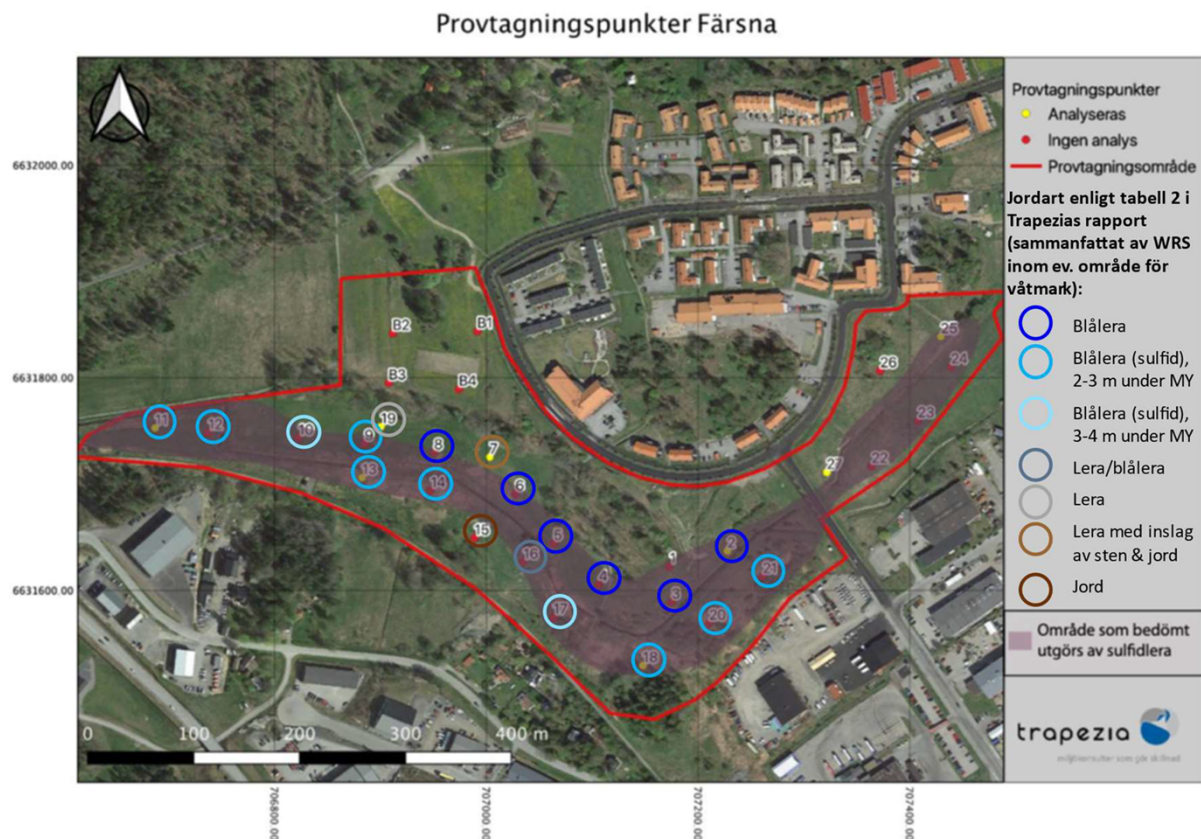 Provtagningspunkter Färsna
6632000.00
6631800.00
6631600.00
B2
B1
B3
B4
11
12
10
9
19
8
7
13
14
6
15
5
16
4
17
1
2
3
21
20
18
25
24
26
23
22
27
0 100 200 300 400 m
706800.00
707000.00
707200.00
707400.00
Provtagningspunkter
Analyseras
Ingen analys
Provtagningsområde
Jordart enligt tabell 2 i
Trapezias rapport
(sammanfattat av WRS
inom ev. område för
våtmark):
Blålera
Blålera (sulfid),
2-3 m under MY
Blålera (sulfid),
3-4 m under MY
Lera/blålera
Lera
Lera med inslag
av sten & jord
Jord
Område som bedömt
utgörs av sulfidlera
trapezia
miljökonsulter som gör skillnad